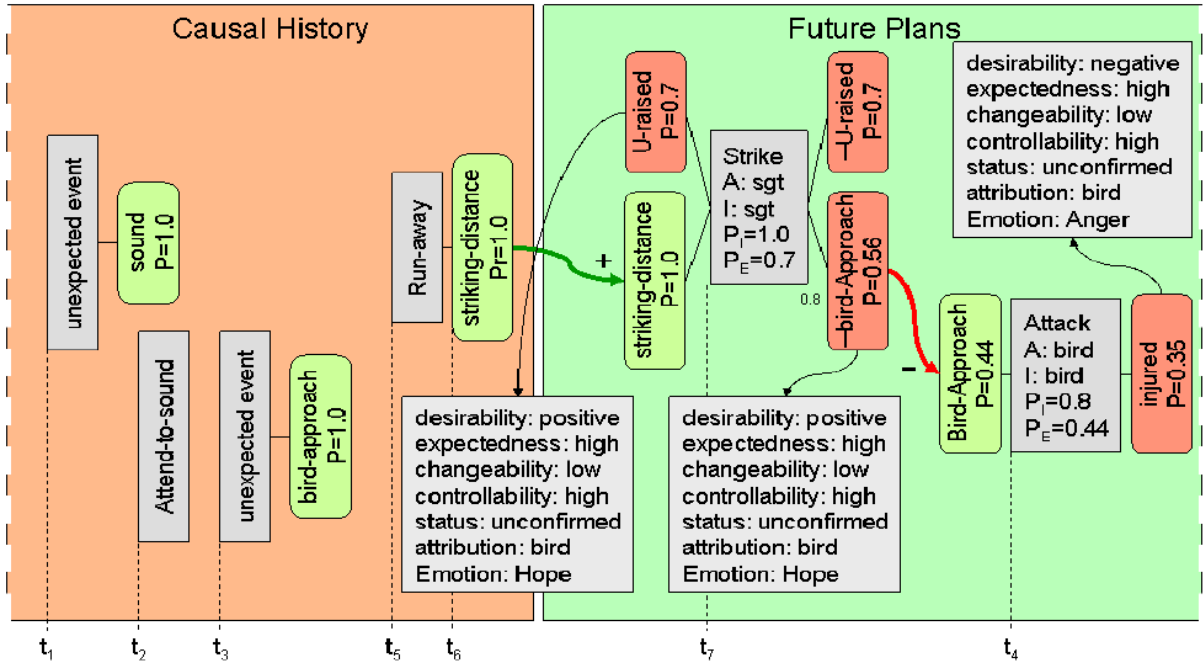 Causal History
Future Plans
unexpected event
sound
P=1.0
Attend-to-sound
unexpected event
bird-approach
P=1.0
Run-away
striking-distance
Pr=1.0
+
U-raised
P=0.7
striking-distance
P=1.0
Strike
A: sgt
I: sgt
P_I=1.0
P_E=0.7
¬U-raised
P=0.7
¬bird-Approach
P=0.56
0.8
–
Bird-Approach
P=0.44
Attack
A: bird
I: bird
P_I=0.8
P_E=0.44
injured
P=0.35
desirability: negative
expectedness: high
changeability: low
controllability: high
status: unconfirmed
attribution: bird
Emotion: Anger
desirability: positive
expectedness: high
changeability: low
controllability: high
status: unconfirmed
attribution: bird
Emotion: Hope
desirability: positive
expectedness: high
changeability: low
controllability: high
status: unconfirmed
attribution: bird
Emotion: Hope
t1
t2
t3
t5
t6
t7
t4